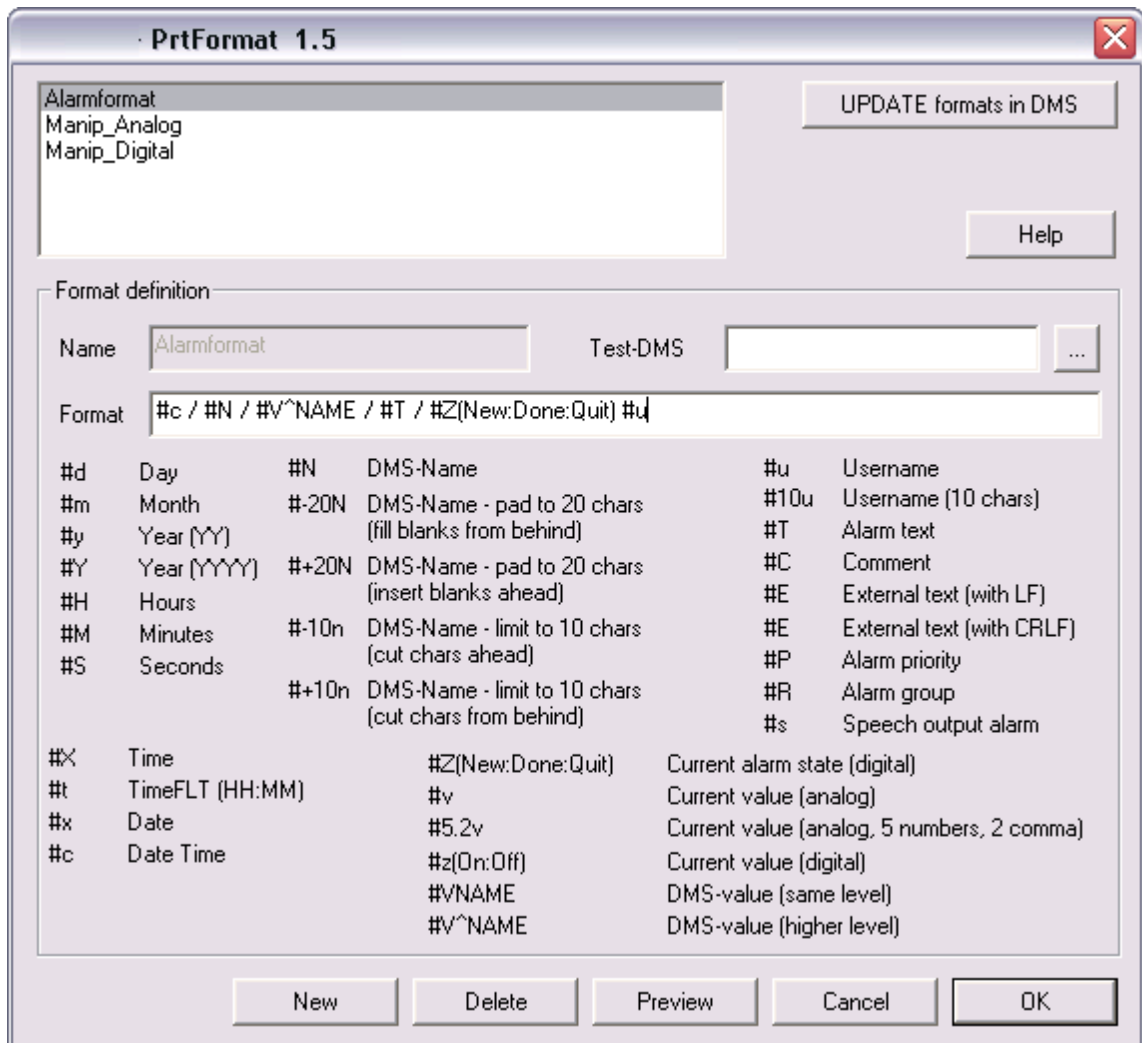 PrtFormat 1.5
Alarmformat
Manip_Analog
Manip_Digital
UPDATE formats in DMS
Help
Format definition
Name Alarmformat Test-DMS ...
Format #c / #N / #V^NAME / #T / #Z(New:Done:Quit) #u
#d Day
#m Month
#y Year (YY)
#Y Year (YYYY)
#H Hours
#M Minutes
#S Seconds
#N DMS-Name
#-20N DMS-Name - pad to 20 chars
(fill blanks from behind)
#+20N DMS-Name - pad to 20 chars
(insert blanks ahead)
#-10n DMS-Name - limit to 10 chars
(cut chars ahead)
#+10n DMS-Name - limit to 10 chars
(cut chars from behind)
#u Username
#10u Username (10 chars)
#T Alarm text
#C Comment
#E External text (with LF)
#E External text (with CRLF)
#P Alarm priority
#R Alarm group
#s Speech output alarm
#X Time
#t TimeFLT (HH:MM)
#x Date
#c Date Time
#Z(New:Done:Quit) Current alarm state (digital)
#v Current value (analog)
#5.2v Current value (analog, 5 numbers, 2 comma)
#z(On:Off) Current value (digital)
#VNAME DMS-value (same level)
#V^NAME DMS-value (higher level)
New Delete Preview Cancel OK